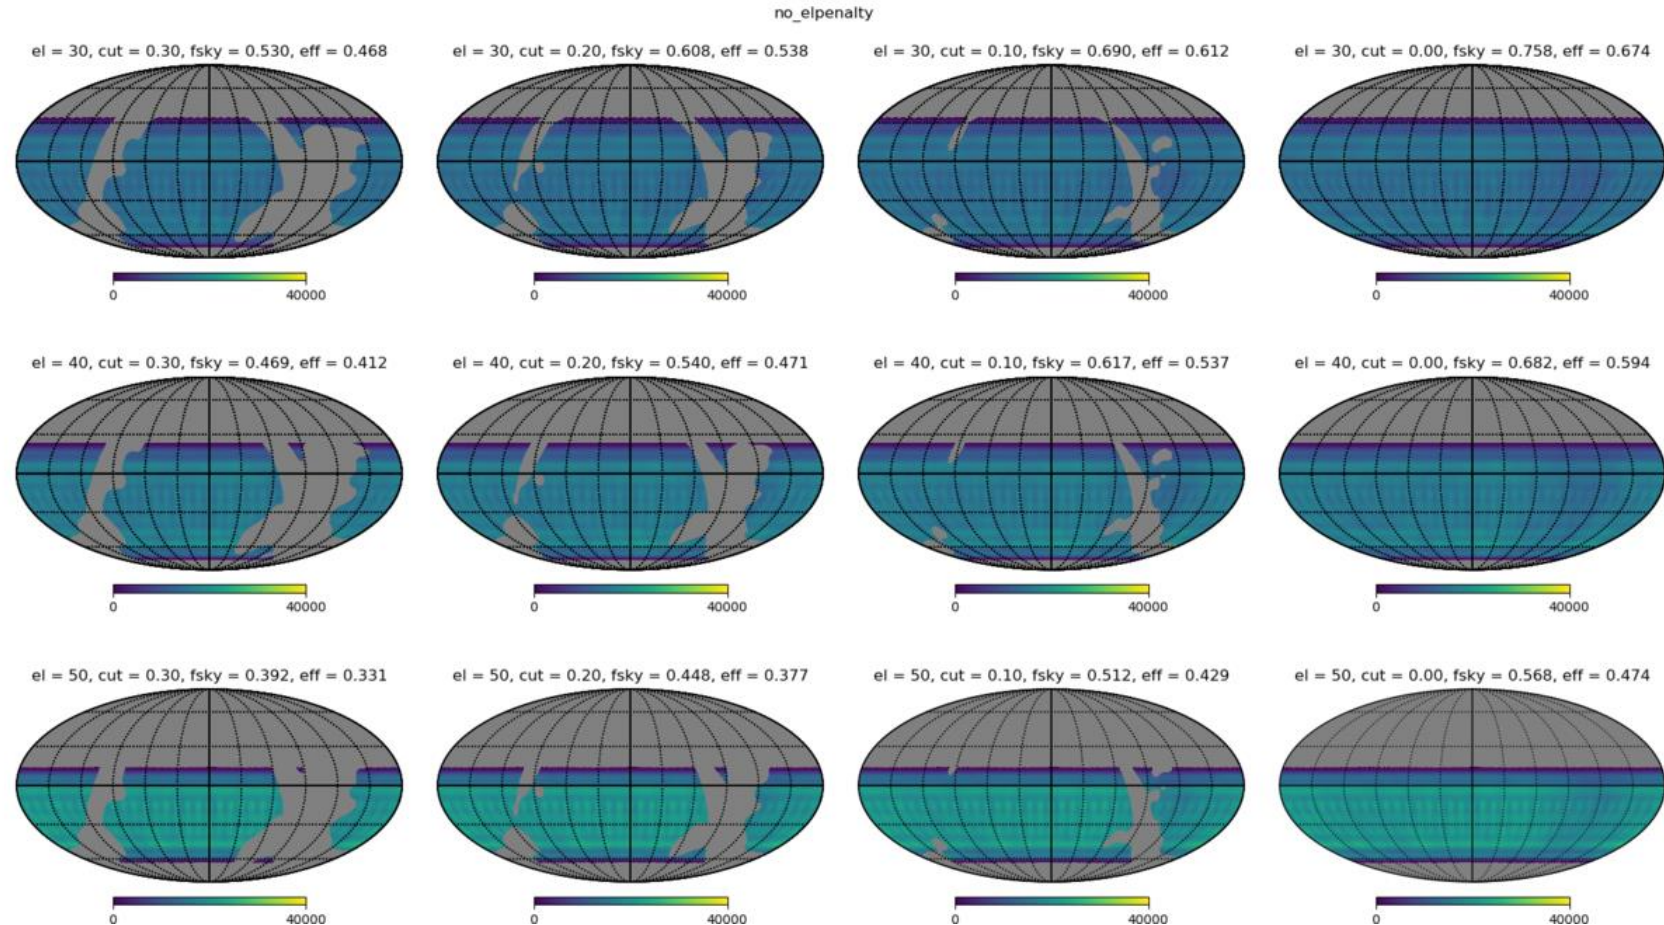 no_elpenalty
el = 30, cut = 0.30, fsky = 0.530, eff = 0.468
el = 30, cut = 0.20, fsky = 0.608, eff = 0.538
el = 30, cut = 0.10, fsky = 0.690, eff = 0.612
el = 30, cut = 0.00, fsky = 0.758, eff = 0.674
0 40000
0 40000
0 40000
0 40000
el = 40, cut = 0.30, fsky = 0.469, eff = 0.412
el = 40, cut = 0.20, fsky = 0.540, eff = 0.471
el = 40, cut = 0.10, fsky = 0.617, eff = 0.537
el = 40, cut = 0.00, fsky = 0.682, eff = 0.594
0 40000
0 40000
0 40000
0 40000
el = 50, cut = 0.30, fsky = 0.392, eff = 0.331
el = 50, cut = 0.20, fsky = 0.448, eff = 0.377
el = 50, cut = 0.10, fsky = 0.512, eff = 0.429
el = 50, cut = 0.00, fsky = 0.568, eff = 0.474
0 40000
0 40000
0 40000
0 40000